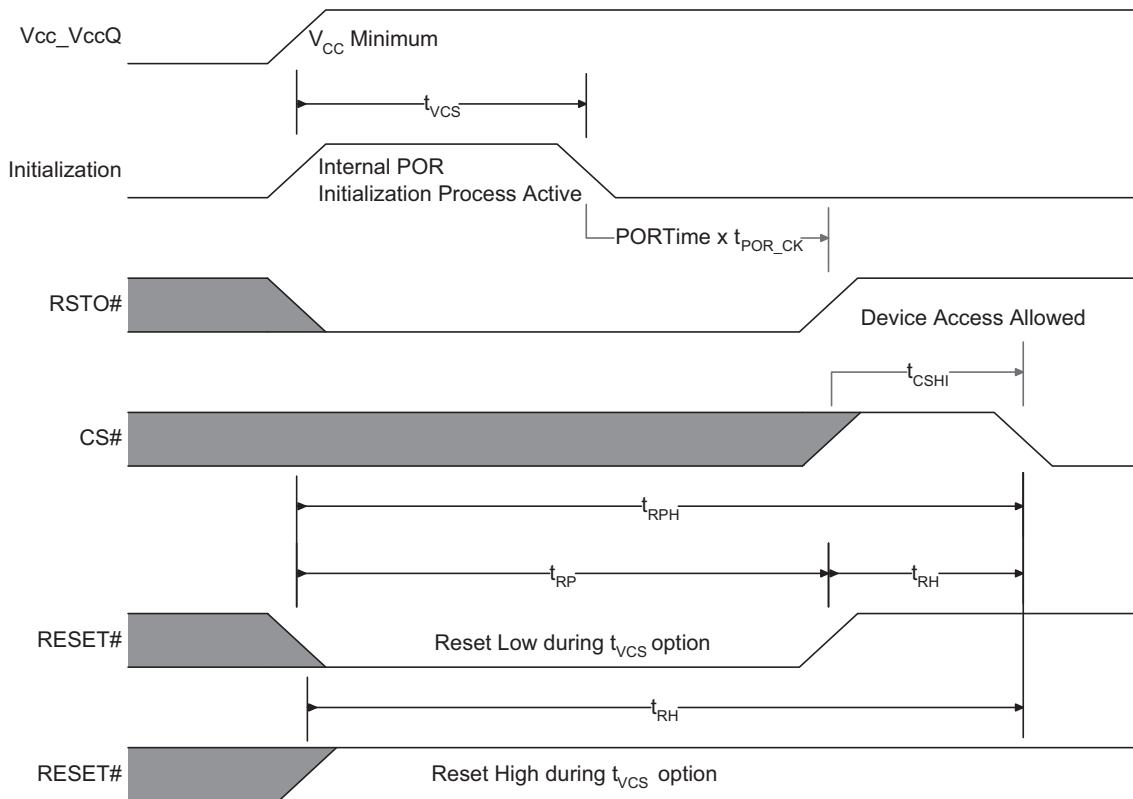 Vcc_VccQ
VCC Minimum
tVCS
Initialization
Internal POR
Initialization Process Active
PORTime x tPOR_CK
RSTO#
Device Access Allowed
tCSHI
CS#
tRPH
tRP
tRH
RESET#
Reset Low during tVCS option
tRH
RESET#
Reset High during tVCS option